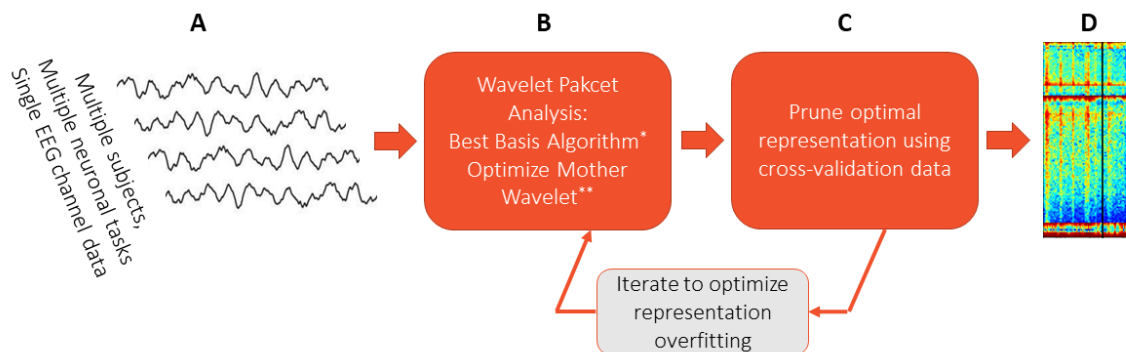 A
B
C
D
Multiple subjects,
Multiple neuronal tasks
Single EEG channel data
Wavelet Pakcet
Analysis:
Best Basis Algorithm*
Optimize Mother
Wavelet**
Prune optimal
representation using
cross-validation data
Iterate to optimize
representation
overfitting